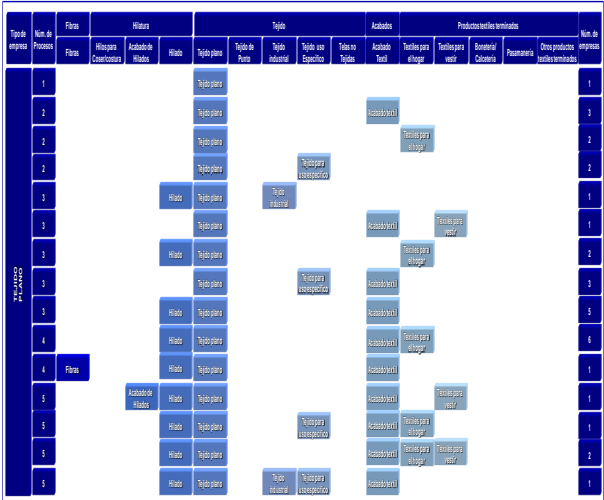 Tipo de empresa Núm. de Procesos Fibras Hilatura Tejido Acabados Productos textiles terminados Núm. de empresas
Fibras Hilos para Coser/costura Acabado de Hilados Hilado Tejido plano Tejido de Punto Tejido industrial Tejido uso Específico Telas no Tejidas Acabado Textil Textiles para el hogar Textiles para vestir Bonetería/ Calcetería Pasamanería Otros productos textiles terminados
TEJIDO PLANO
1 Tejido plano 1
2 Tejido plano Acabado textil 3
2 Tejido plano Textiles para el hogar 2
2 Tejido plano Tejido para uso específico 2
3 Hilado Tejido plano Tejido industrial 1
3 Tejido plano Acabado textil Textiles para vestir 1
3 Hilado Tejido plano Textiles para el hogar 2
3 Tejido plano Tejido para uso específico Acabado textil 3
3 Hilado Tejido plano Acabado textil 5
4 Hilado Tejido plano Acabado textil Textiles para el hogar 6
4 Fibras Hilado Tejido plano Acabado textil 1
5 Acabado de Hilados Hilado Tejido plano Acabado textil Textiles para vestir 1
5 Hilado Tejido plano Tejido para uso específico Acabado textil Textiles para el hogar 1
5 Hilado Tejido plano Acabado textil Textiles para el hogar Textiles para vestir 2
5 Hilado Tejido plano Tejido industrial Tejido para uso específico Acabado textil 1